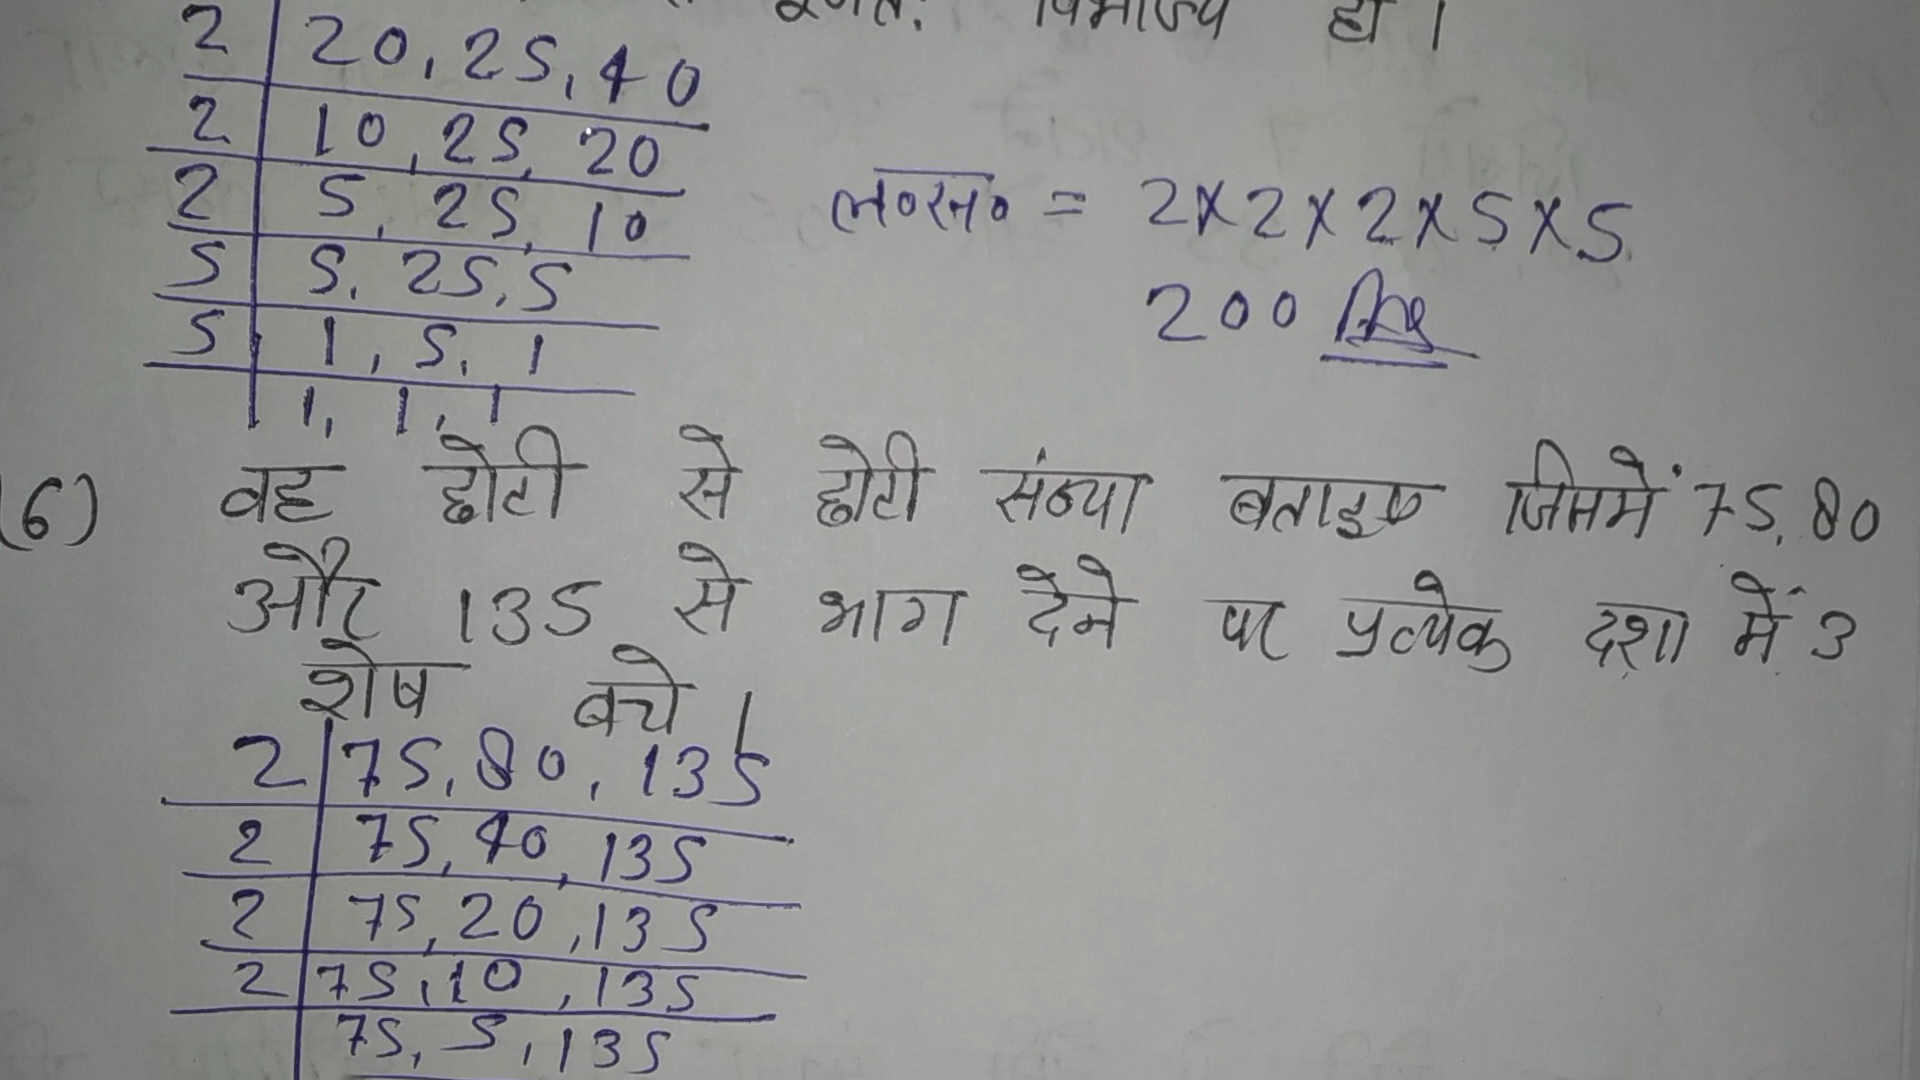 विभाज्य हो ।
2 | 20, 25, 40
2 | 10, 25, 20
2 | 5, 25, 10
5 | 5, 25, 5
5 | 1, 5, 1
1, 1, 1
ल०स० = 2×2×2×5×5
200 Ans
(6) वह छोटी से छोटी संख्या बताइए जिसमें 75, 80
और 135 से भाग देने पर प्रत्येक दशा में 3
शेष बचे ।
2 | 75, 80, 135
2 | 75, 40, 135
2 | 75, 20, 135
2 | 75, 10, 135
75, 5, 135